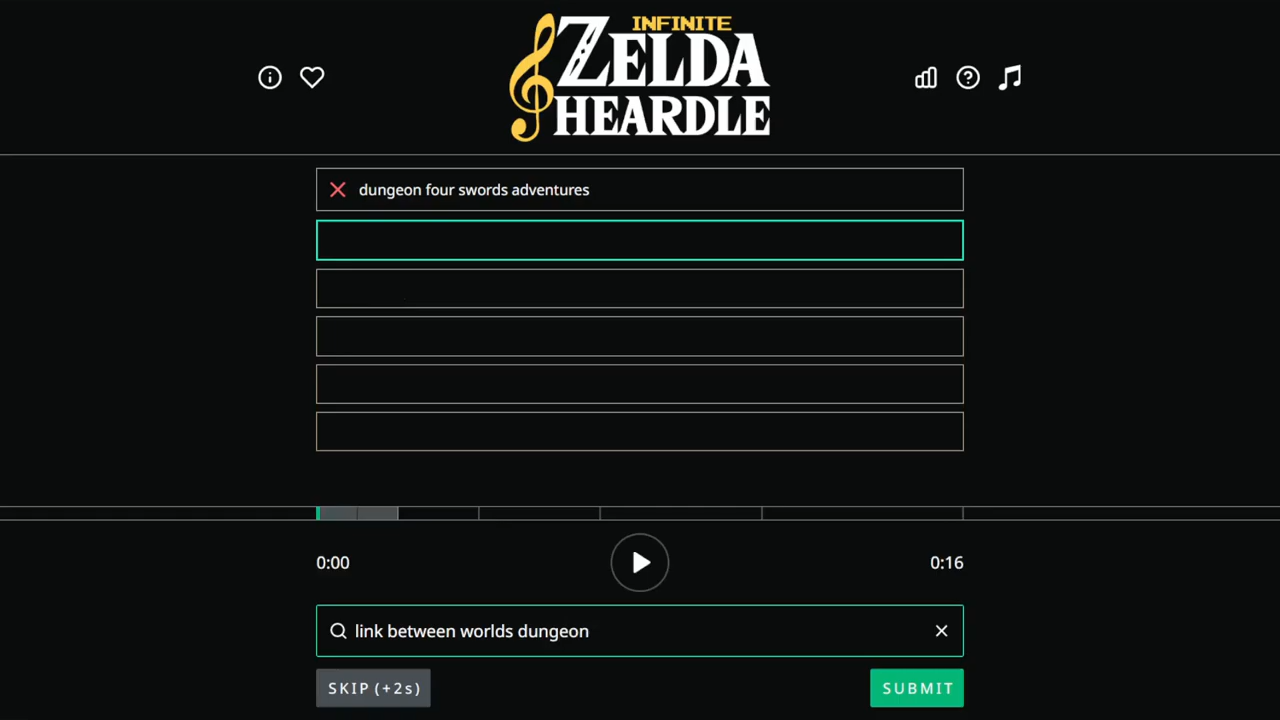 INFINITE
ZELDA
HEARDLE
dungeon four swords adventures
0:00
0:16
link between worlds dungeon
SKIP (+2s)
SUBMIT